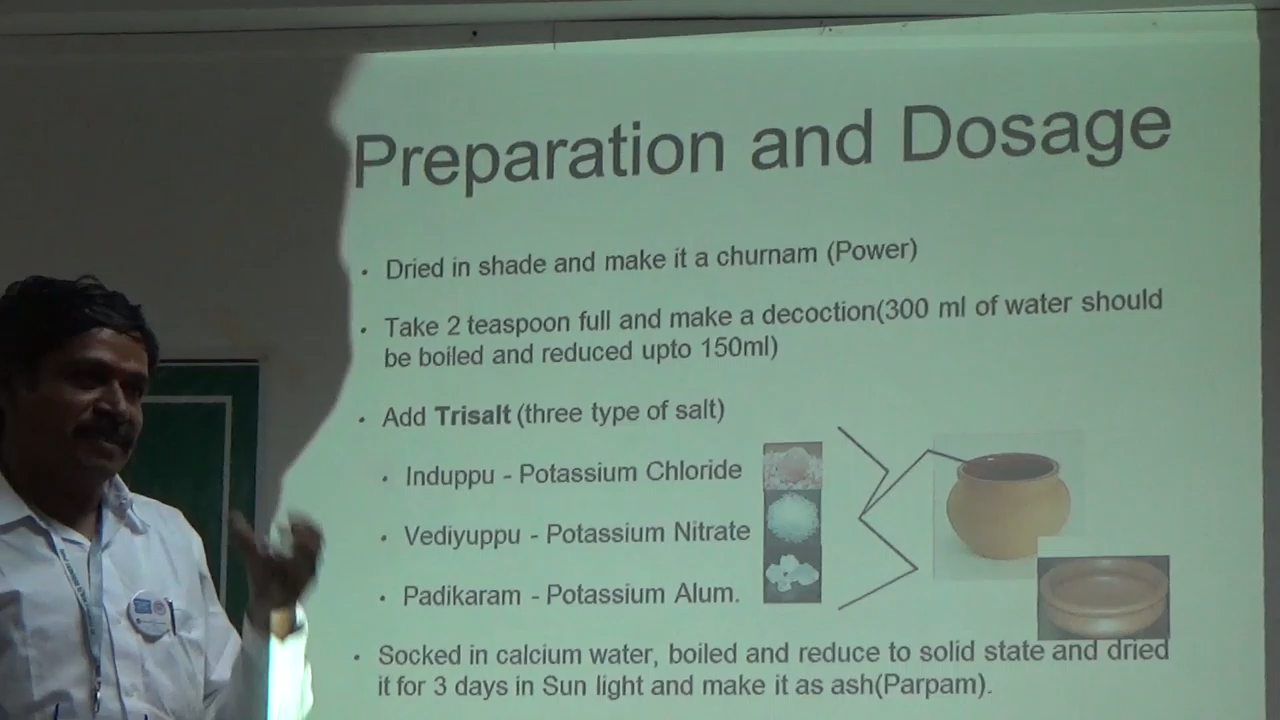 Preparation and Dosage
• Dried in shade and make it a churnam (Power)
• Take 2 teaspoon full and make a decoction(300 ml of water should
be boiled and reduced upto 150ml)
• Add Trisalt (three type of salt)
• Induppu - Potassium Chloride
• Vediyuppu - Potassium Nitrate
• Padikaram - Potassium Alum.
• Socked in calcium water, boiled and reduce to solid state and dried
it for 3 days in Sun light and make it as ash(Parpam).